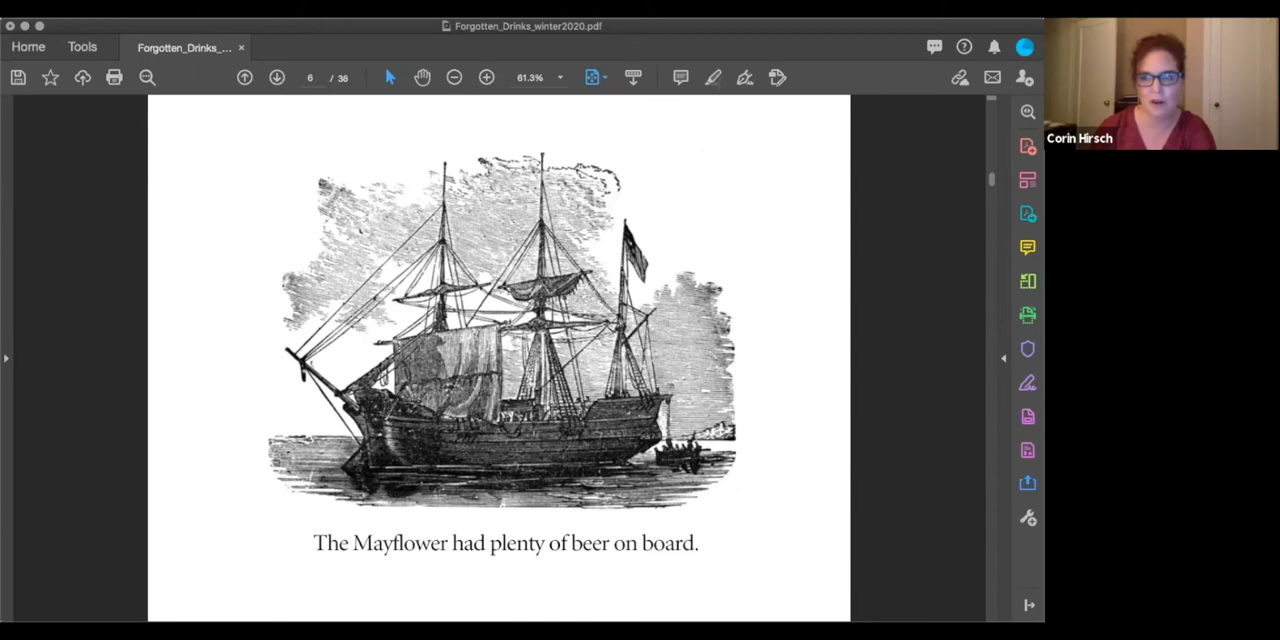 Forgotten_Drinks_winter2020.pdf
Home
Tools
Forgotten_Drinks_...
6 / 36
61.3%
Corin Hirsch
The Mayflower had plenty of beer on board.